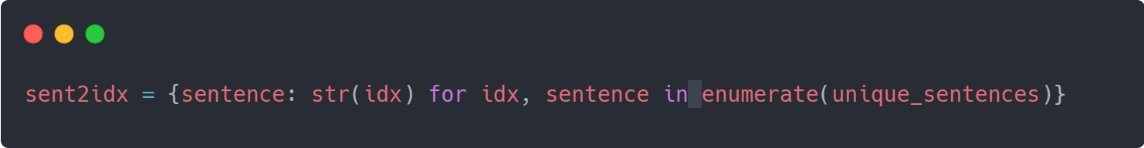 sent2idx = {sentence: str(idx) for idx, sentence in enumerate(unique_sentences)}